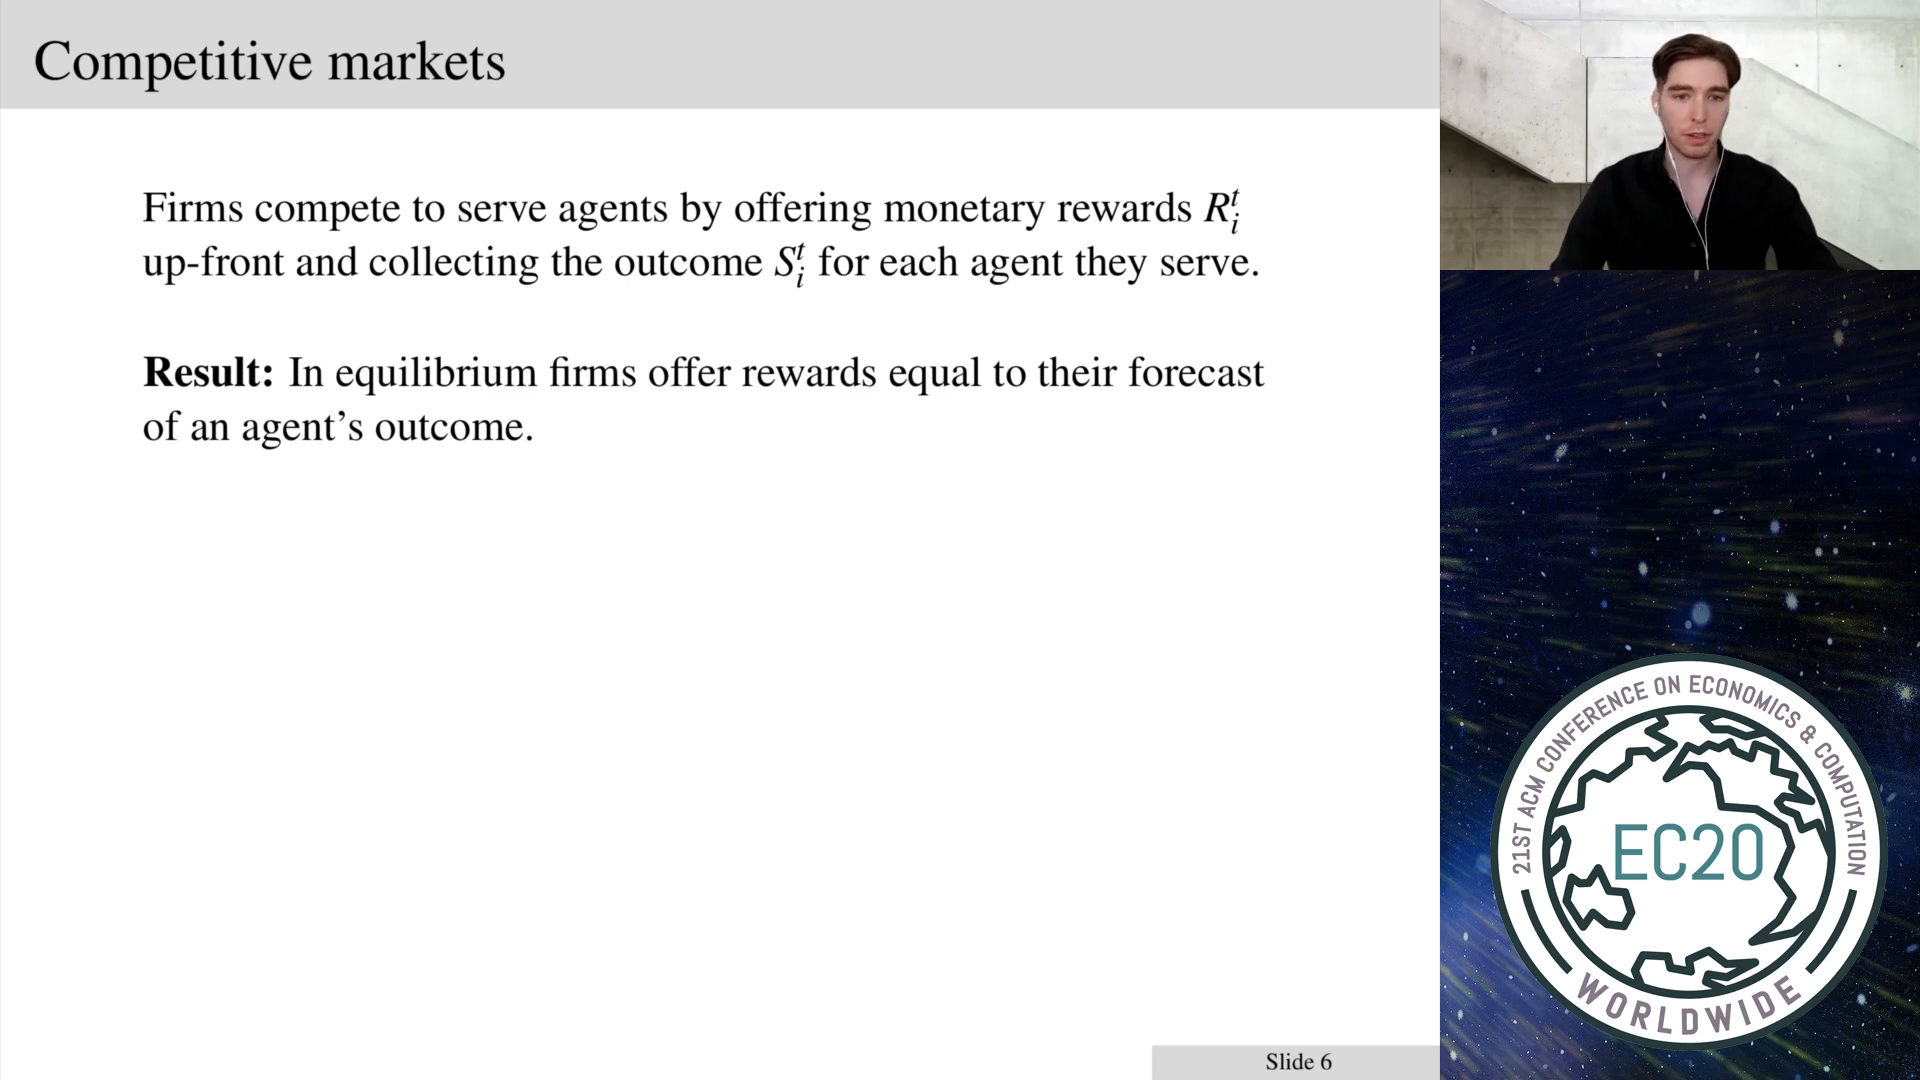 Competitive markets
Firms compete to serve agents by offering monetary rewards $R_i^t$
up-front and collecting the outcome $S_i^t$ for each agent they serve.
Result: In equilibrium firms offer rewards equal to their forecast
of an agent’s outcome.
Slide 6
21ST ACM CONFERENCE ON ECONOMICS & COMPUTATION
EC20
WORLDWIDE